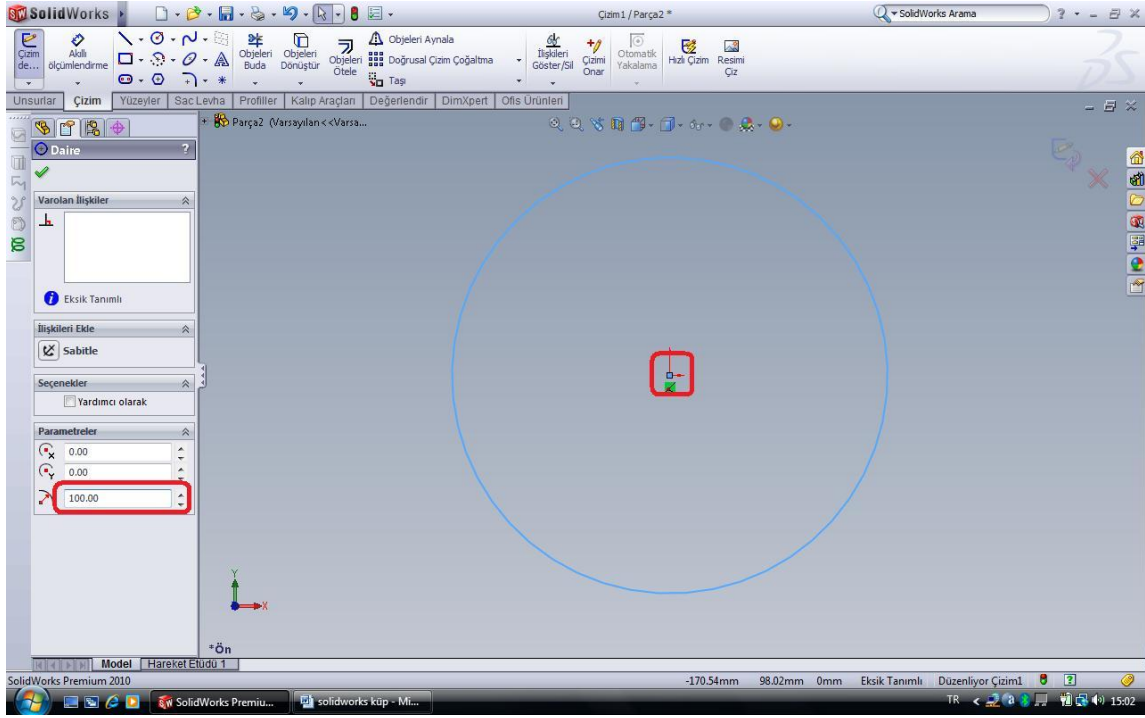 SolidWorks
Çizim1 / Parça2 *
SolidWorks Arama
Çizim de...
Akıllı ölçümlendirme
Objeleri Buda
Objeleri Dönüştür
Objeleri Ötele
Objeleri Aynala
Doğrusal Çizim Çoğaltma
Taşı
İlişkileri Göster/Sil
Çizimi Onar
Otomatik Yakalama
Hızlı Çizim
Resimi Çiz
Unsurlar Çizim Yüzeyler Sac Levha Profiller Kalıp Araçları Değerlendir DimXpert Ofis Ürünleri
Parça2 (Varsayılan<<Varsa...
Daire ?
Varolan İlişkiler
Eksik Tanımlı
İlişkileri Ekle
Sabitle
Seçenekler
Yardımcı olarak
Parametreler
0.00
0.00
100.00
Y
X
*Ön
Model Hareket Etüdü 1
SolidWorks Premium 2010 -170.54mm 98.02mm 0mm Eksik Tanımlı Düzenliyor Çizim1
SolidWorks Premiu... solidworks küp - Mi... TR 15:02